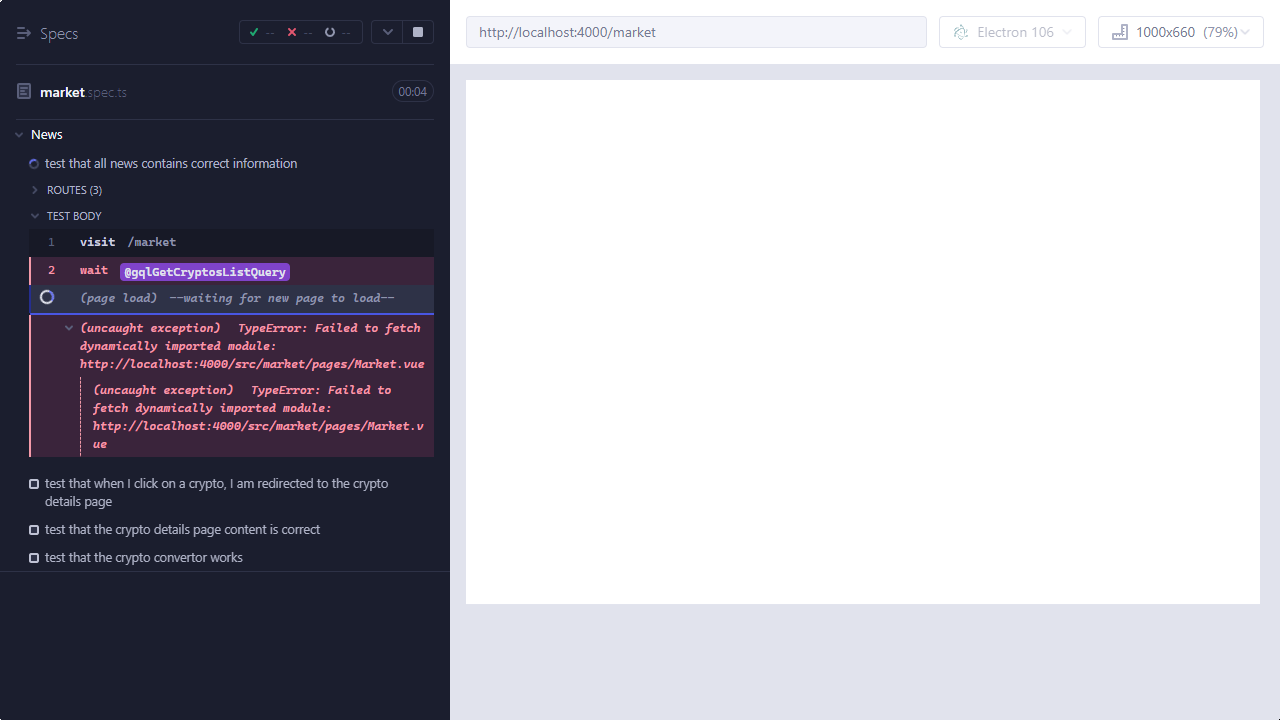 Specs
-- -- --
http://localhost:4000/market
Electron 106
1000x660 (79%)
market.spec.ts
00:04
News
test that all news contains correct information
ROUTES (3)
TEST BODY
1 visit /market
2 wait @gqlGetCryptosListQuery
(page load) --waiting for new page to load--
(uncaught exception) TypeError: Failed to fetch
dynamically imported module:
http://localhost:4000/src/market/pages/Market.vue
(uncaught exception) TypeError: Failed to
fetch dynamically imported module:
http://localhost:4000/src/market/pages/Market.v
ue
test that when I click on a crypto, I am redirected to the crypto
details page
test that the crypto details page content is correct
test that the crypto convertor works